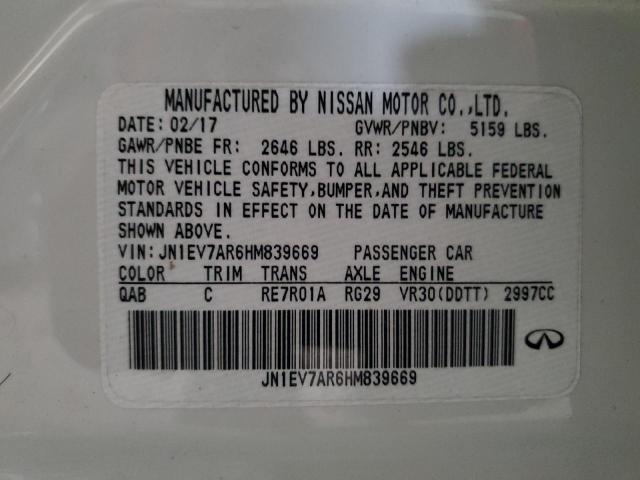 MANUFACTURED BY NISSAN MOTOR CO.,LTD.
DATE: 02/17 GVWR/PNBV: 5159 LBS.
GAWR/PNBE FR: 2646 LBS. RR: 2546 LBS.
THIS VEHICLE CONFORMS TO ALL APPLICABLE FEDERAL
MOTOR VEHICLE SAFETY,BUMPER,AND THEFT PREVENTION
STANDARDS IN EFFECT ON THE DATE OF MANUFACTURE
SHOWN ABOVE.
VIN:JN1EV7AR6HM839669 PASSENGER CAR
COLOR TRIM TRANS AXLE ENGINE
QAB C RE7R01A RG29 VR30(DDTT) 2997CC
JN1EV7AR6HM839669